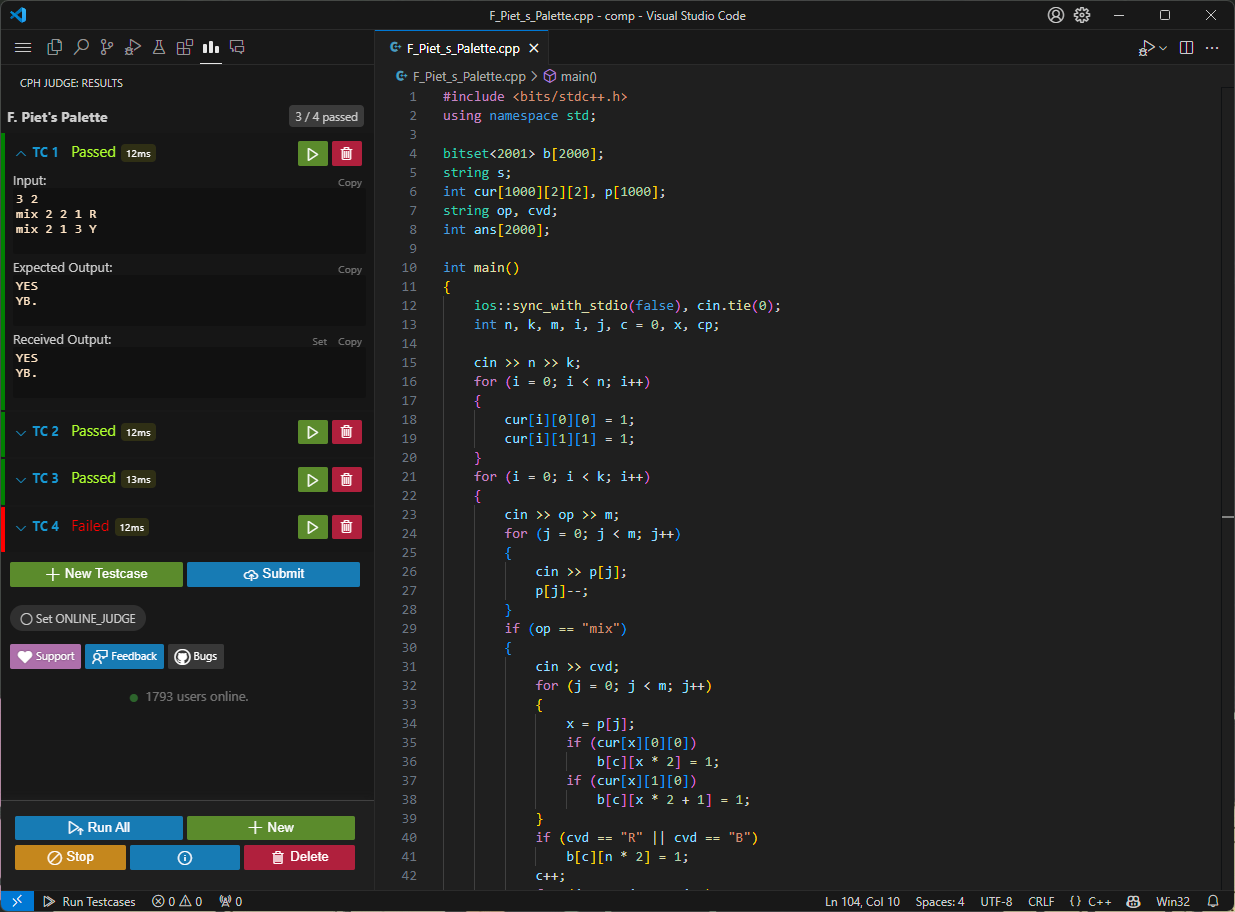 F_Piet_s_Palette.cpp - comp - Visual Studio Code
CPH JUDGE: RESULTS
F. Piet's Palette
3 / 4 passed
TC 1 Passed 12ms
Input:
Copy
3 2
mix 2 2 1 R
mix 2 1 3 Y
Expected Output:
Copy
YES
YB.
Received Output:
Set Copy
YES
YB.
TC 2 Passed 12ms
TC 3 Passed 13ms
TC 4 Failed 12ms
New Testcase
Submit
Set ONLINE_JUDGE
Support
Feedback
Bugs
1793 users online.
Run All
New
Stop
Delete
F_Piet_s_Palette.cpp
F_Piet_s_Palette.cpp > main()
1 #include <bits/stdc++.h>
2 using namespace std;
3
4 bitset<2001> b[2000];
5 string s;
6 int cur[1000][2][2], p[1000];
7 string op, cvd;
8 int ans[2000];
9
10 int main()
11 {
12 ios::sync_with_stdio(false), cin.tie(0);
13 int n, k, m, i, j, c = 0, x, cp;
14
15 cin >> n >> k;
16 for (i = 0; i < n; i++)
17 {
18 cur[i][0][0] = 1;
19 cur[i][1][1] = 1;
20 }
21 for (i = 0; i < k; i++)
22 {
23 cin >> op >> m;
24 for (j = 0; j < m; j++)
25 {
26 cin >> p[j];
27 p[j]--;
28 }
29 if (op == "mix")
30 {
31 cin >> cvd;
32 for (j = 0; j < m; j++)
33 {
34 x = p[j];
35 if (cur[x][0][0])
36 b[c][x * 2] = 1;
37 if (cur[x][1][0])
38 b[c][x * 2 + 1] = 1;
39 }
40 if (cvd == "R" || cvd == "B")
41 b[c][n * 2] = 1;
42 c++;
Run Testcases
0 0
0
Ln 104, Col 10
Spaces: 4
UTF-8
CRLF
{} C++
Win32